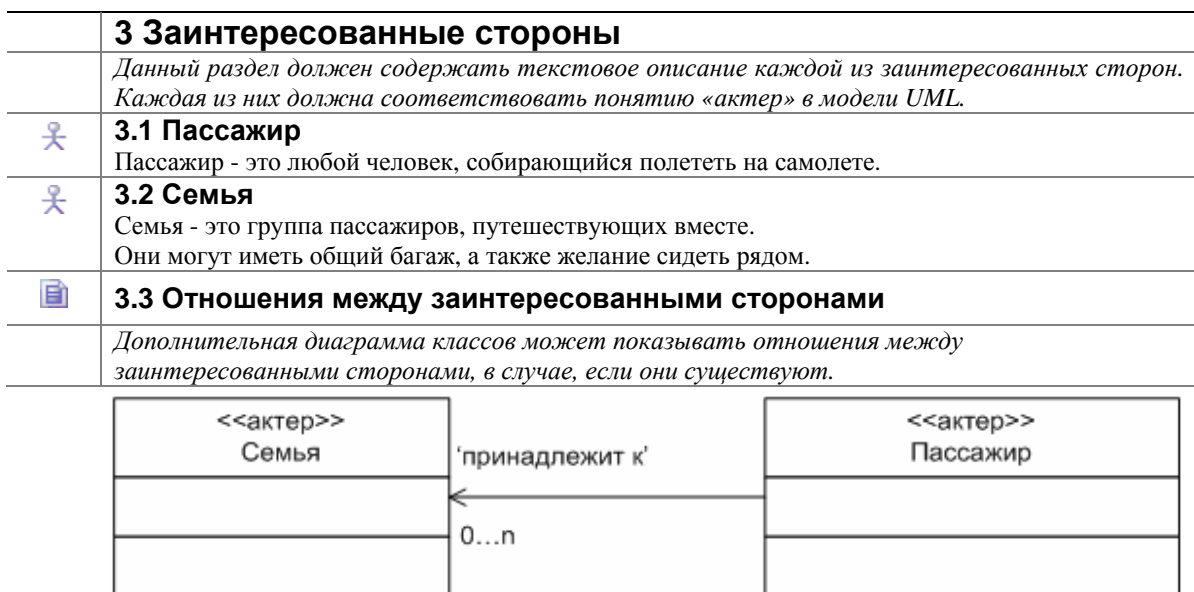 3 Заинтересованные стороны
Данный раздел должен содержать текстовое описание каждой из заинтересованных сторон.
Каждая из них должна соответствовать понятию «актер» в модели UML.
3.1 Пассажир
Пассажир - это любой человек, собирающийся полететь на самолете.
3.2 Семья
Семья - это группа пассажиров, путешествующих вместе.
Они могут иметь общий багаж, а также желание сидеть рядом.
3.3 Отношения между заинтересованными сторонами
Дополнительная диаграмма классов может показывать отношения между
заинтересованными сторонами, в случае, если они существуют.
<<актер>>
Семья
'принадлежит к'
0...n
<<актер>>
Пассажир